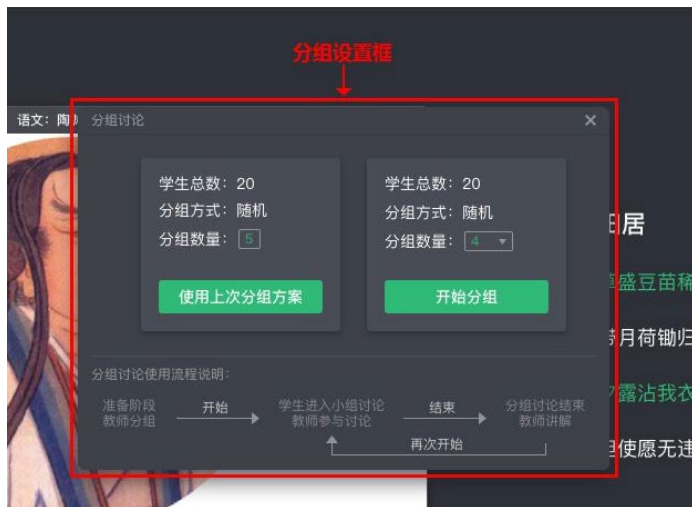 分组设置框
语文：陶
分组讨论
学生总数：20
分组方式：随机
分组数量：5
使用上次分组方案
学生总数：20
分组方式：随机
分组数量：4
开始分组
居
盛豆苗稀
月荷锄归
露沾我衣
使愿无违
分组讨论使用流程说明：
准备阶段
教师分组
开始
学生进入小组讨论
教师参与讨论
结束
分组讨论结束
教师讲解
再次开始